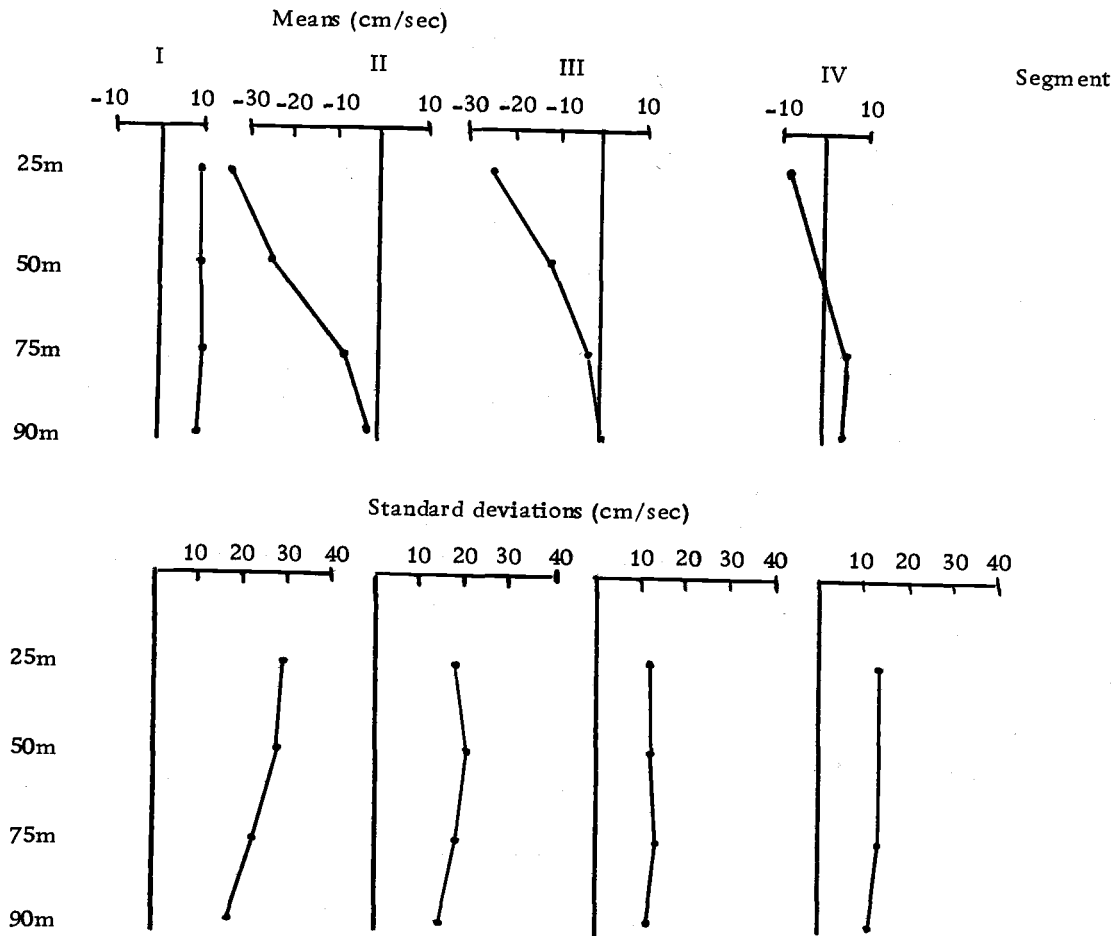 Means (cm/sec)
I II III IV Segment
-10 10 -30 -20 -10 10 -30 -20 -10 10 -10 10
25m
50m
75m
90m
Standard deviations (cm/sec)
10 20 30 40 10 20 30 40 10 20 30 40 10 20 30 40
25m
50m
75m
90m